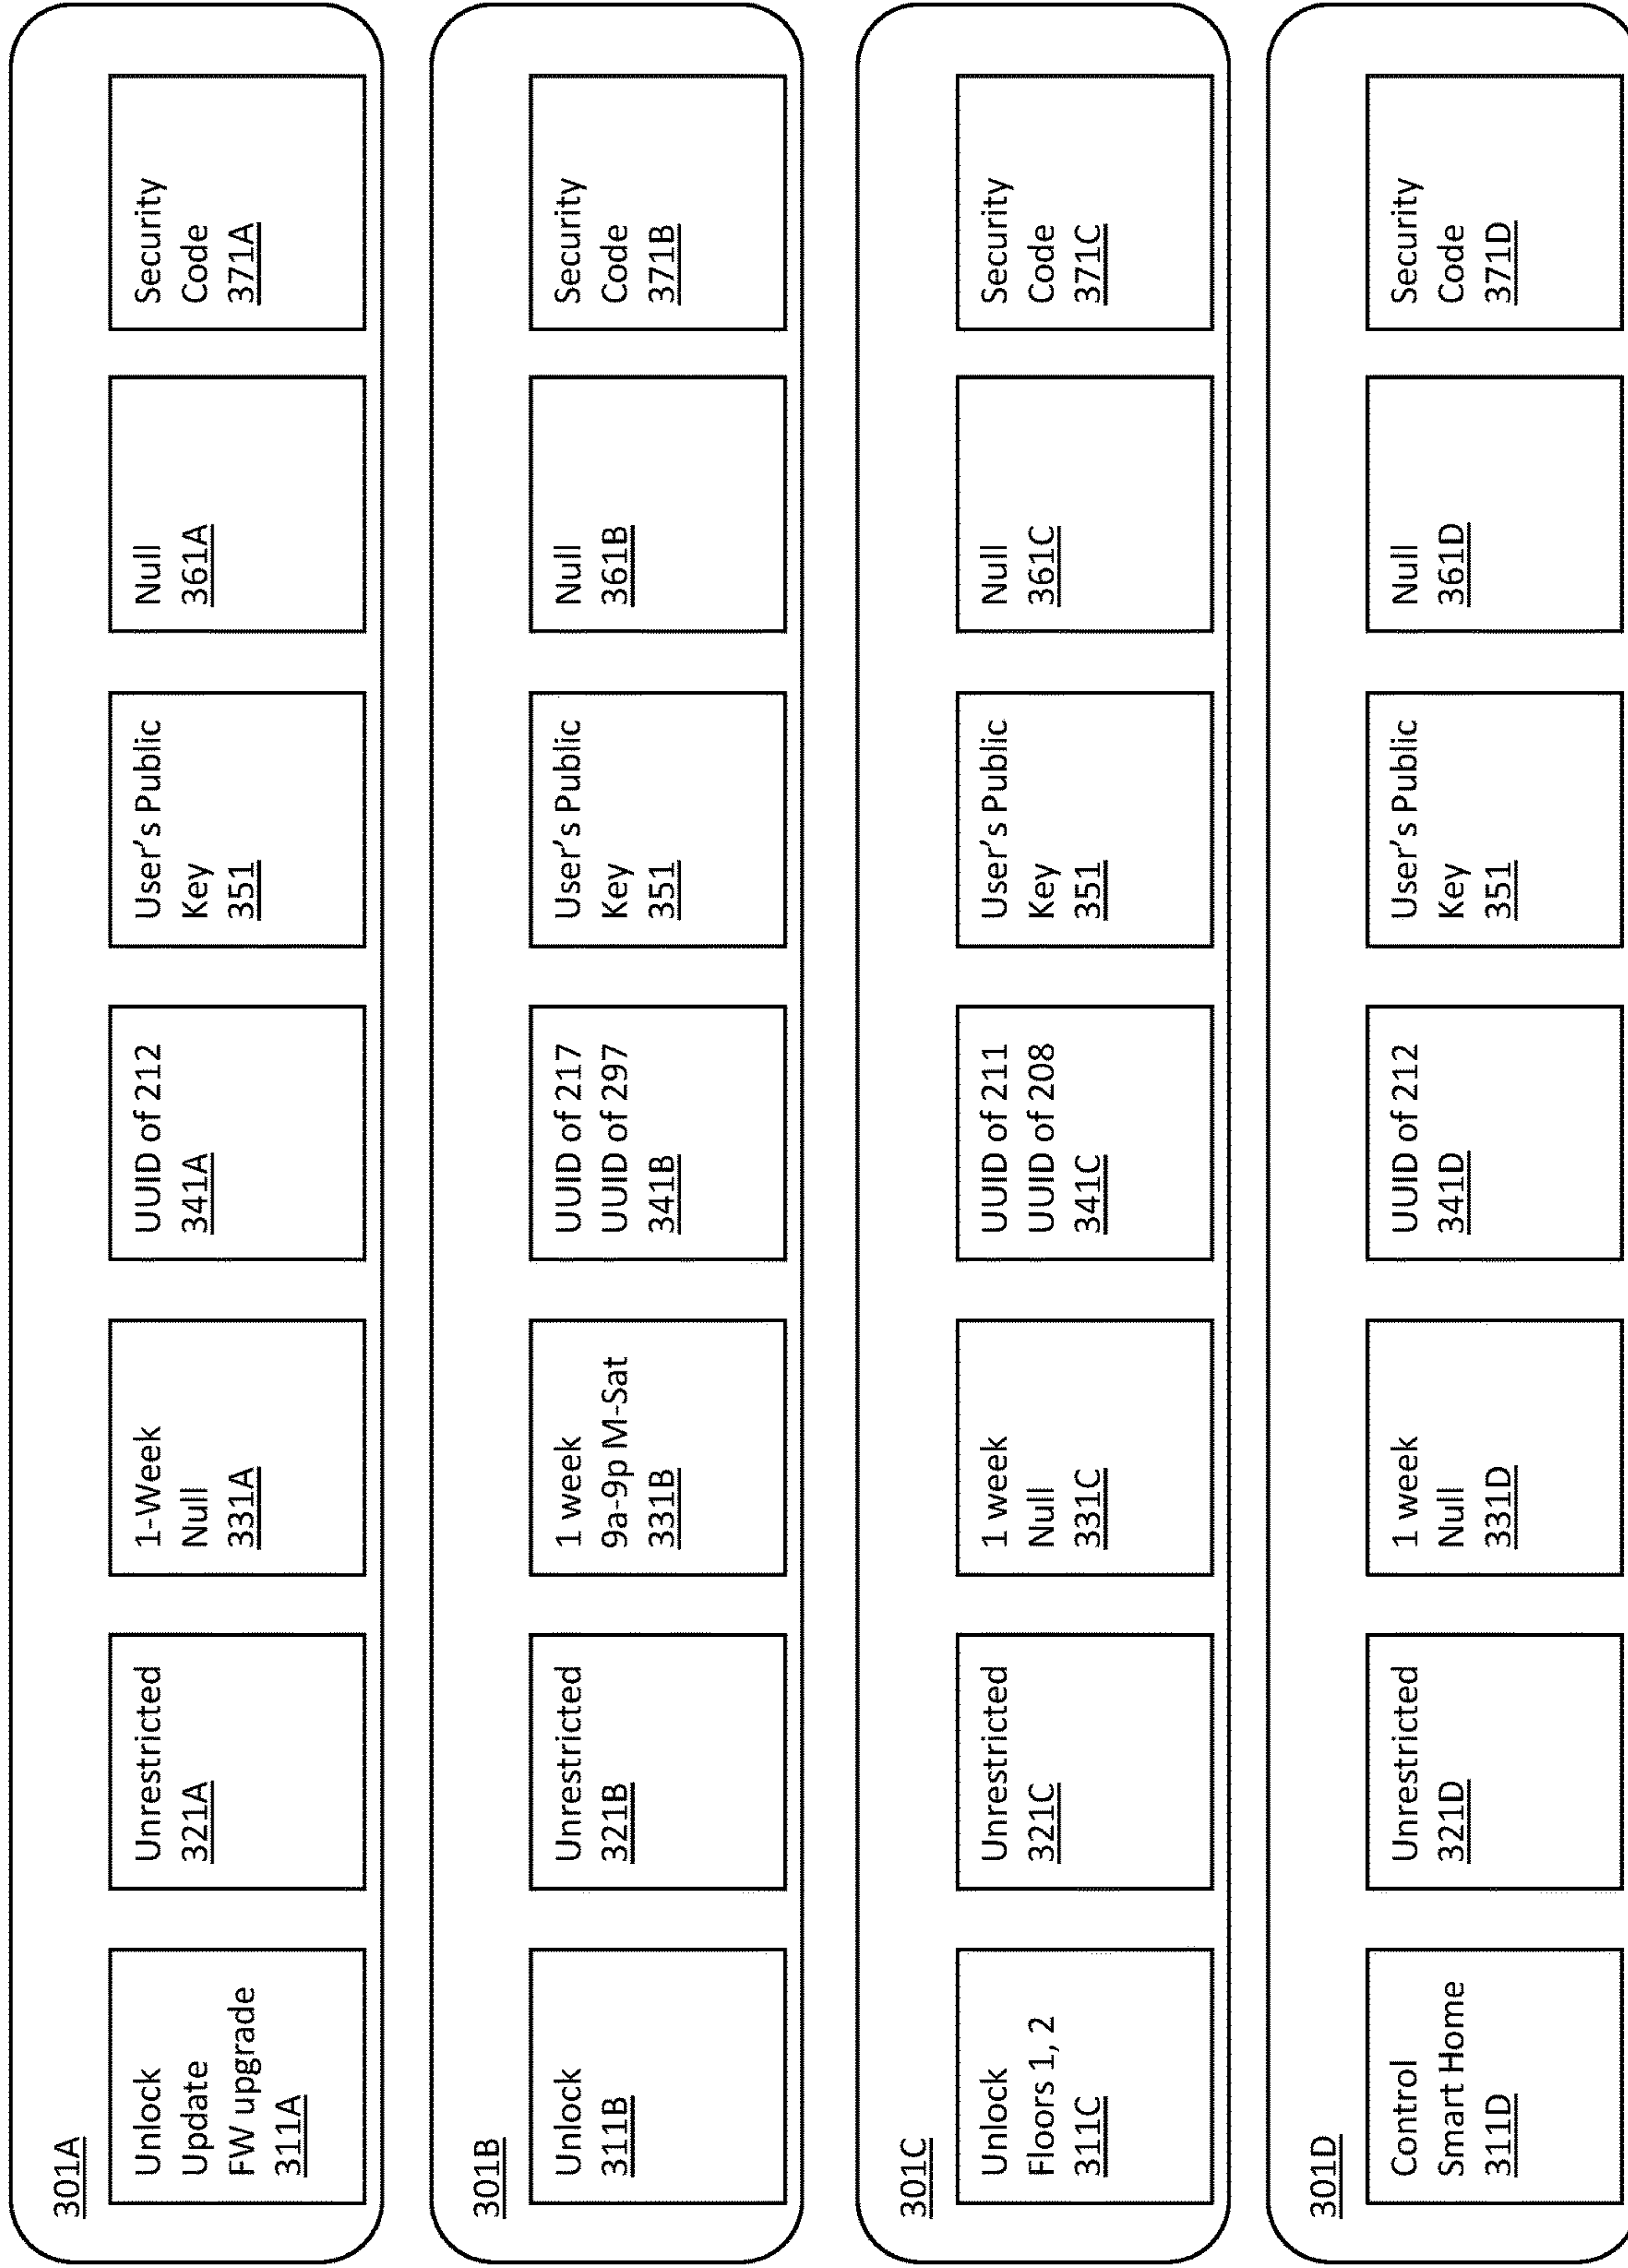 301A
Unlock
Update
FW upgrade
311A
Unrestricted
321A
1-Week
Null
331A
UUID of 212
341A
User's Public
Key
351
Null
361A
Security
Code
371A
301B
Unlock
311B
Unrestricted
321B
1 week
9a-9p M-Sat
331B
UUID of 217
UUID of 297
341B
User's Public
Key
351
Null
361B
Security
Code
371B
301C
Unlock
Floors 1, 2
311C
Unrestricted
321C
1 week
Null
331C
UUID of 211
UUID of 208
341C
User's Public
Key
351
Null
361C
Security
Code
371C
301D
Control
Smart Home
311D
Unrestricted
321D
1 week
Null
331D
UUID of 212
341D
User's Public
Key
351
Null
361D
Security
Code
371D